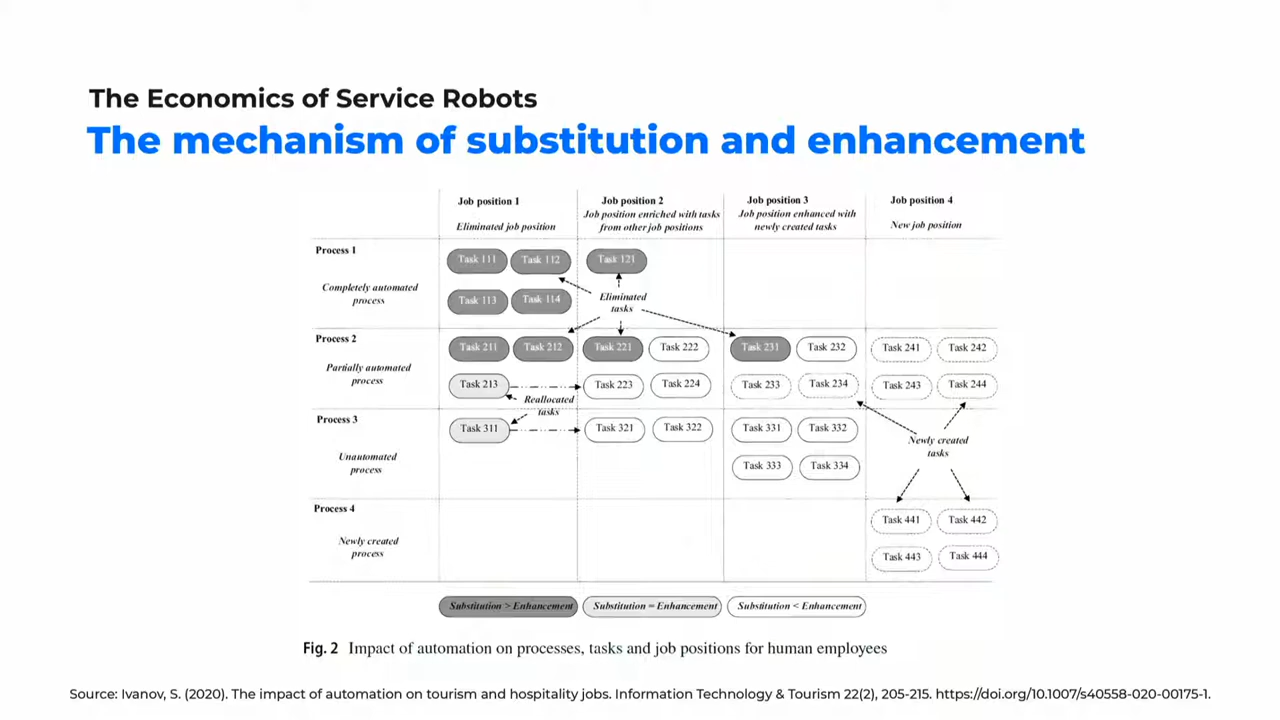 The Economics of Service Robots
The mechanism of substitution and enhancement
Job position 1
Eliminated job position
Job position 2
Job position enriched with tasks
from other job positions
Job position 3
Job position enhanced with
newly created tasks
Job position 4
New job position
Process 1
Completely automated
process
Task 111
Task 112
Task 121
Task 113
Task 114
Eliminated
tasks
Process 2
Partially automated
process
Task 211
Task 212
Task 221
Task 222
Task 231
Task 232
Task 241
Task 242
Task 213
Task 223
Task 224
Task 233
Task 234
Task 243
Task 244
Reallocated
tasks
Process 3
Unautomated
process
Task 311
Task 321
Task 322
Task 331
Task 332
Task 333
Task 334
Newly created
tasks
Process 4
Newly created
process
Task 441
Task 442
Task 443
Task 444
Substitution > Enhancement
Substitution = Enhancement
Substitution < Enhancement
Fig. 2 Impact of automation on processes, tasks and job positions for human employees
Source: Ivanov, S. (2020). The impact of automation on tourism and hospitality jobs. Information Technology & Tourism 22(2), 205-215. https://doi.org/10.1007/s40558-020-00175-1.